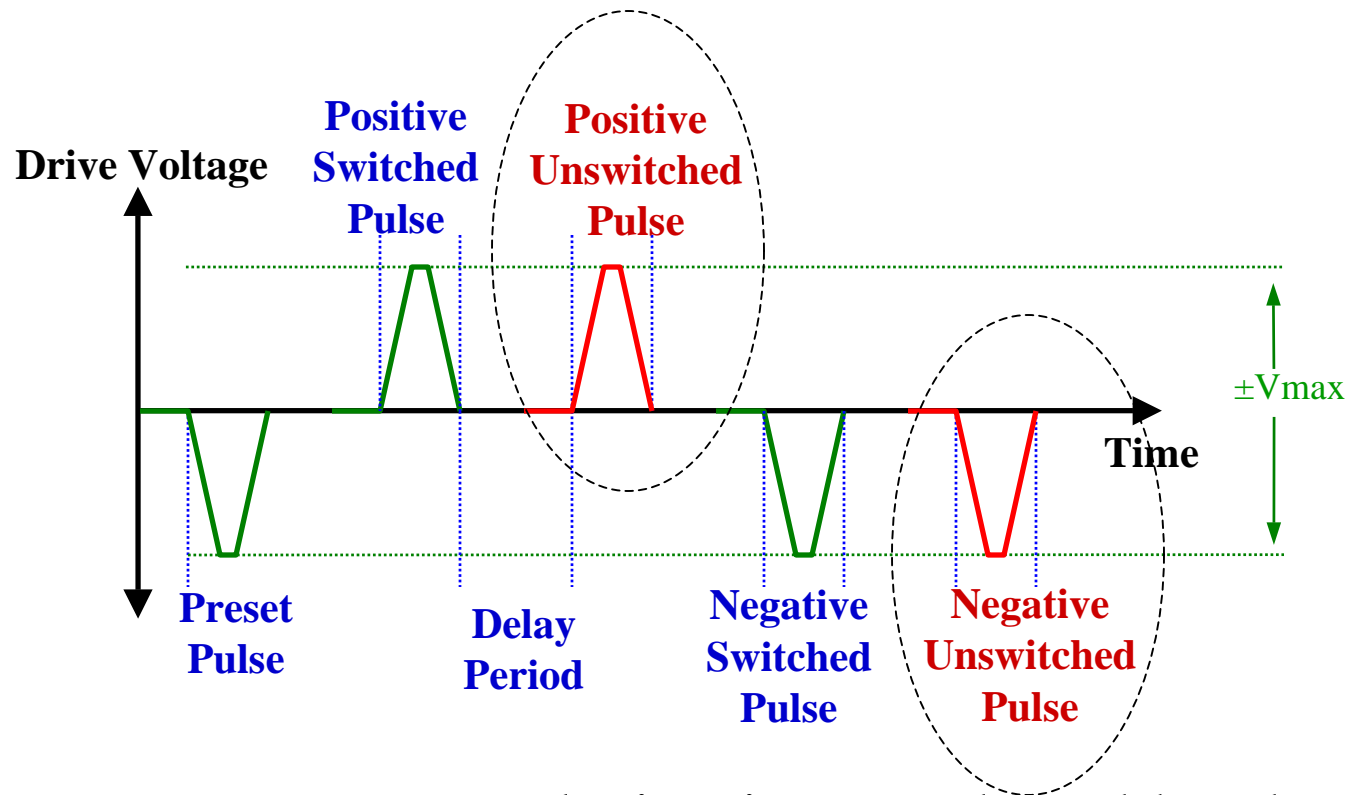 Positive
Switched
Pulse
Positive
Unswitched
Pulse
Drive Voltage
±Vmax
Time
Preset
Pulse
Delay
Period
Negative
Switched
Pulse
Negative
Unswitched
Pulse